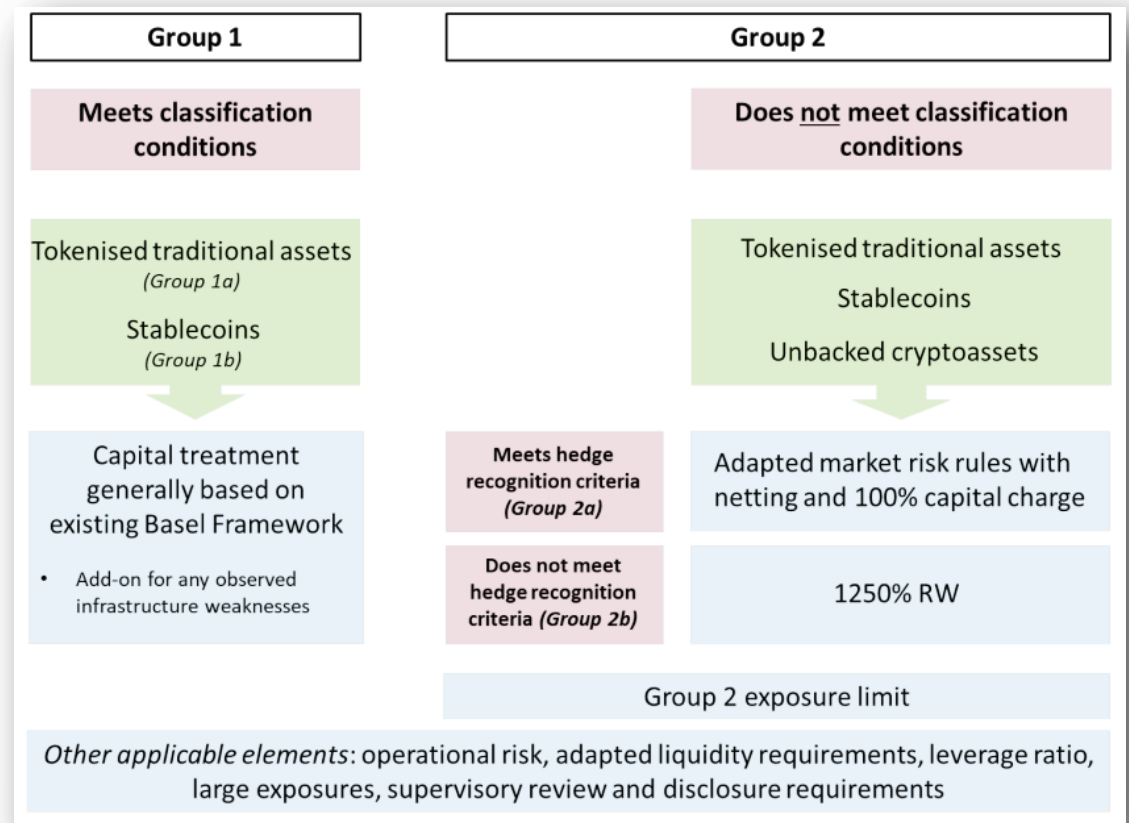 Group 1
Group 2
Meets classification
conditions
Does not meet classification
conditions
Tokenised traditional assets
(Group 1a)
Stablecoins
(Group 1b)
Tokenised traditional assets
Stablecoins
Unbacked cryptoassets
Capital treatment
generally based on
existing Basel Framework
• Add-on for any observed
infrastructure weaknesses
Meets hedge
recognition criteria
(Group 2a)
Adapted market risk rules with
netting and 100% capital charge
Does not meet
hedge recognition
criteria (Group 2b)
1250% RW
Group 2 exposure limit
Other applicable elements: operational risk, adapted liquidity requirements, leverage ratio,
large exposures, supervisory review and disclosure requirements